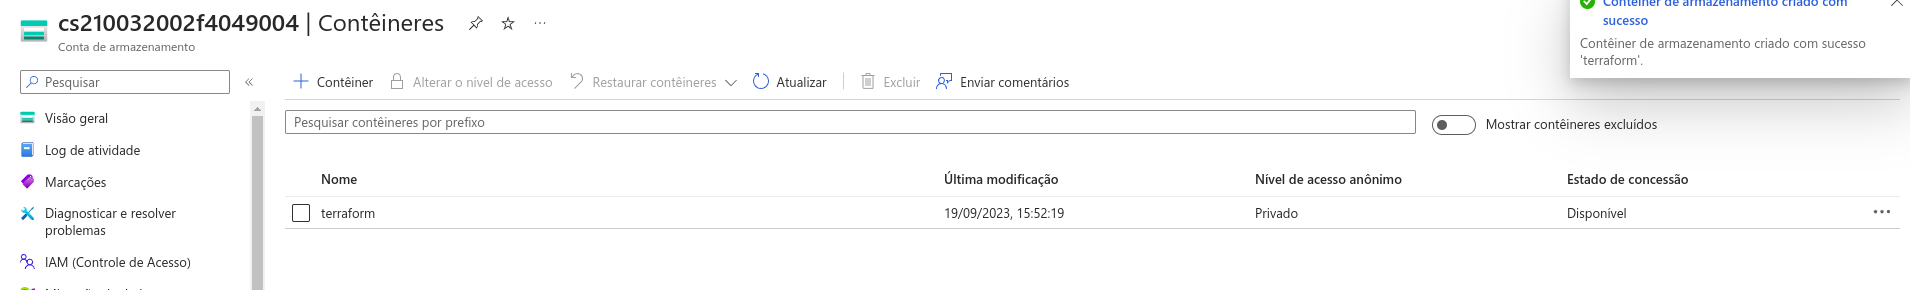 cs210032002f4049004 | Contêineres
Conta de armazenamento
Contêiner de armazenamento criado com
sucesso
Contêiner de armazenamento criado com sucesso
'terraform'.
Pesquisar
Contêiner
Alterar o nível de acesso
Restaurar contêineres
Atualizar
Excluir
Enviar comentários
Pesquisar contêineres por prefixo
Mostrar contêineres excluídos
Visão geral
Log de atividade
Marcações
Diagnosticar e resolver
problemas
IAM (Controle de Acesso)
Nome Última modificação Nível de acesso anônimo Estado de concessão
terraform 19/09/2023, 15:52:19 Privado Disponível